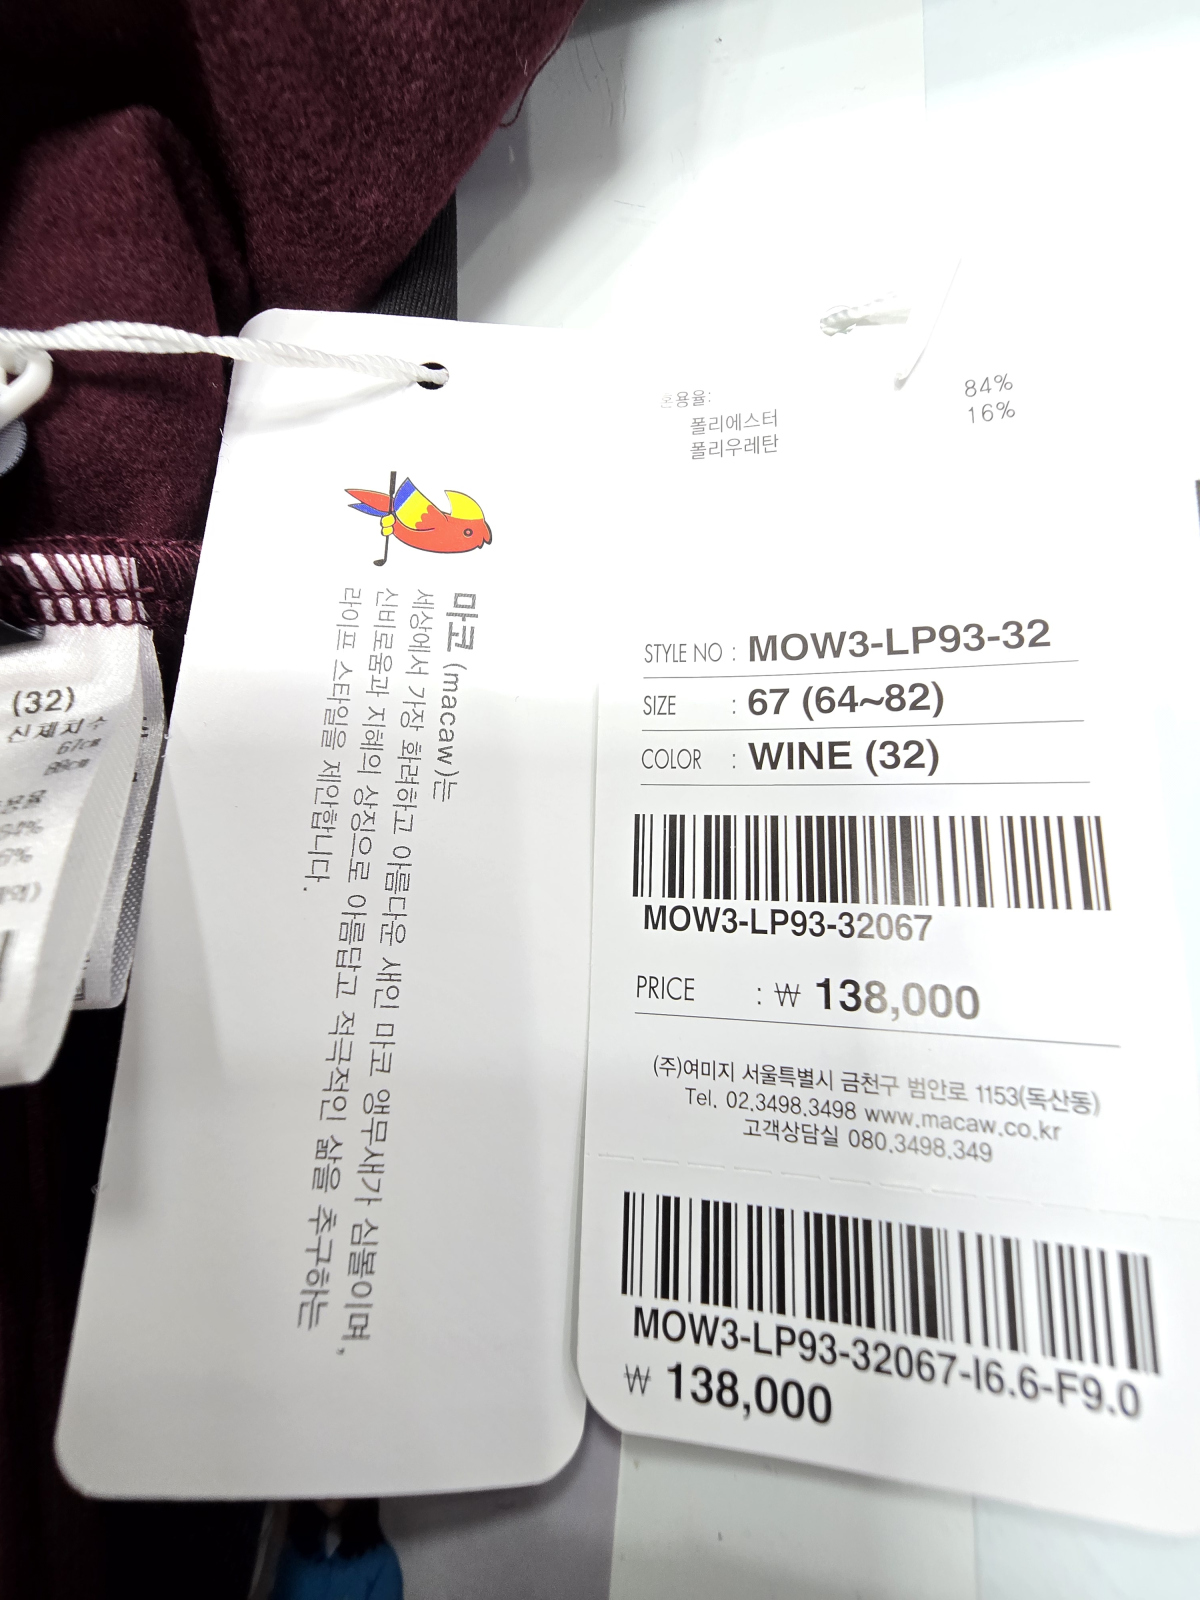 (32)
신체치수
67cm
88cm
마코 (macaw)는
세상에서 가장 화려하고 아름다운 새인 마코 앵무새가 심볼이며,
신비로움과 지혜의 상징으로 아름답고 적극적인 삶을 추구하는
라이프 스타일을 제안합니다.
혼용율:
폴리에스터 84%
폴리우레탄 16%
STYLE NO : MOW3-LP93-32
SIZE : 67 (64~82)
COLOR : WINE (32)
MOW3-LP93-32067
PRICE : ₩ 138,000
(주)여미지 서울특별시 금천구 범안로 1153(독산동)
Tel. 02.3498.3498 www.macaw.co.kr
고객상담실 080.3498.349
MOW3-LP93-32067-I6.6-F9.0
₩ 138,000